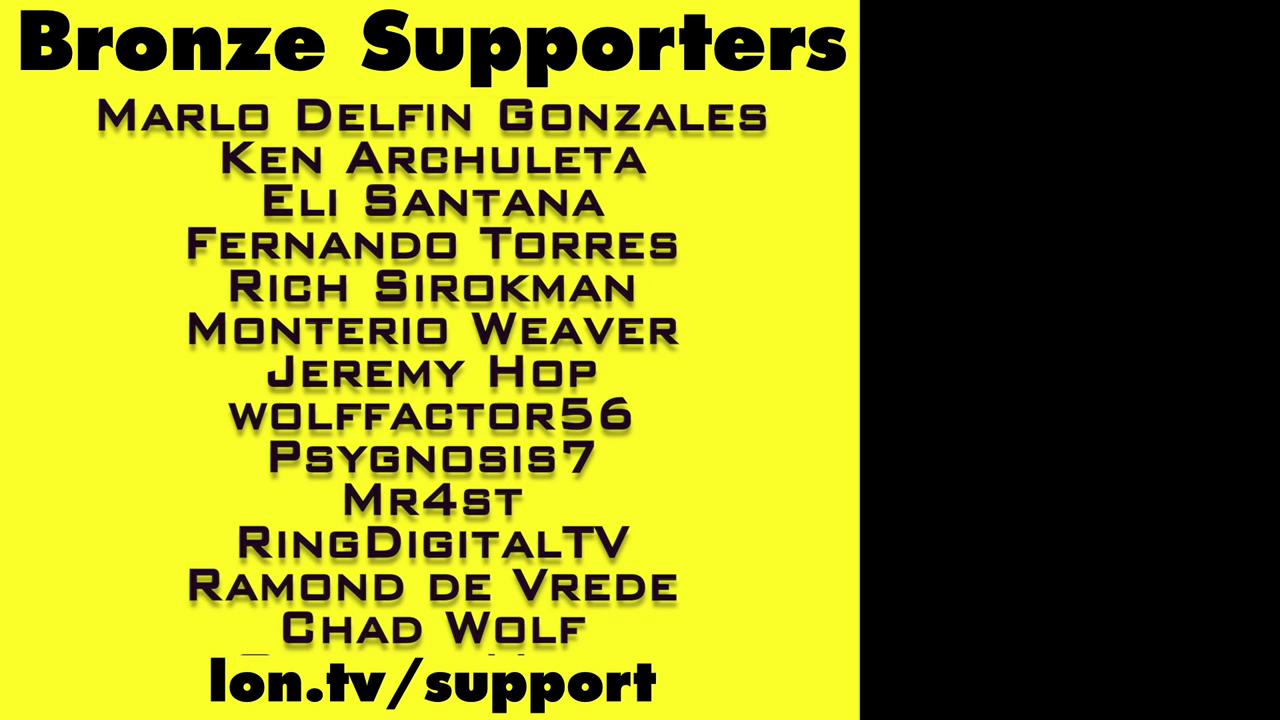 Bronze Supporters
Marlo Delfin Gonzales
Ken Archuleta
Eli Santana
Fernando Torres
Rich Sirokman
Monterio Weaver
Jeremy Hop
wolffactor56
Psygnosis7
Mr4st
RingDigitalTV
Ramond de Vrede
Chad Wolf
lon.tv/support